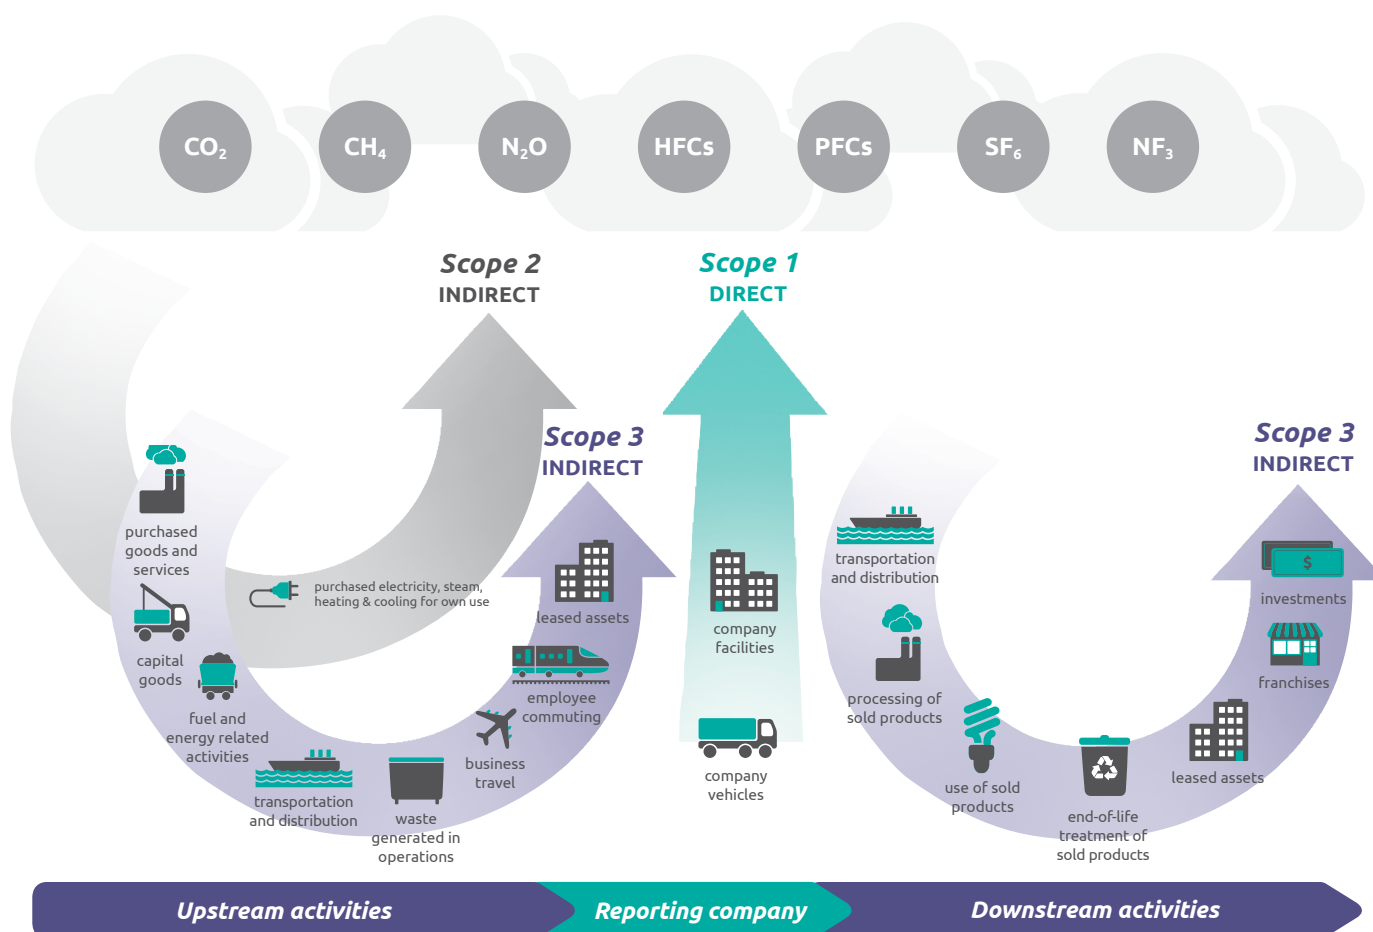 CO₂
CH₄
N₂O
HFCs
PFCs
SF₆
NF₃
Scope 2
INDIRECT
Scope 1
DIRECT
Scope 3
INDIRECT
Scope 3
INDIRECT
purchased
goods and
services
capital
goods
fuel and
energy related
activities
transportation
and distribution
waste
generated in
operations
business
travel
employee
commuting
leased assets
purchased electricity, steam,
heating & cooling for own use
company
facilities
company
vehicles
transportation
and distribution
processing of
sold products
use of sold
products
end-of-life
treatment of
sold products
leased assets
franchises
$
investments
Upstream activities
Reporting company
Downstream activities